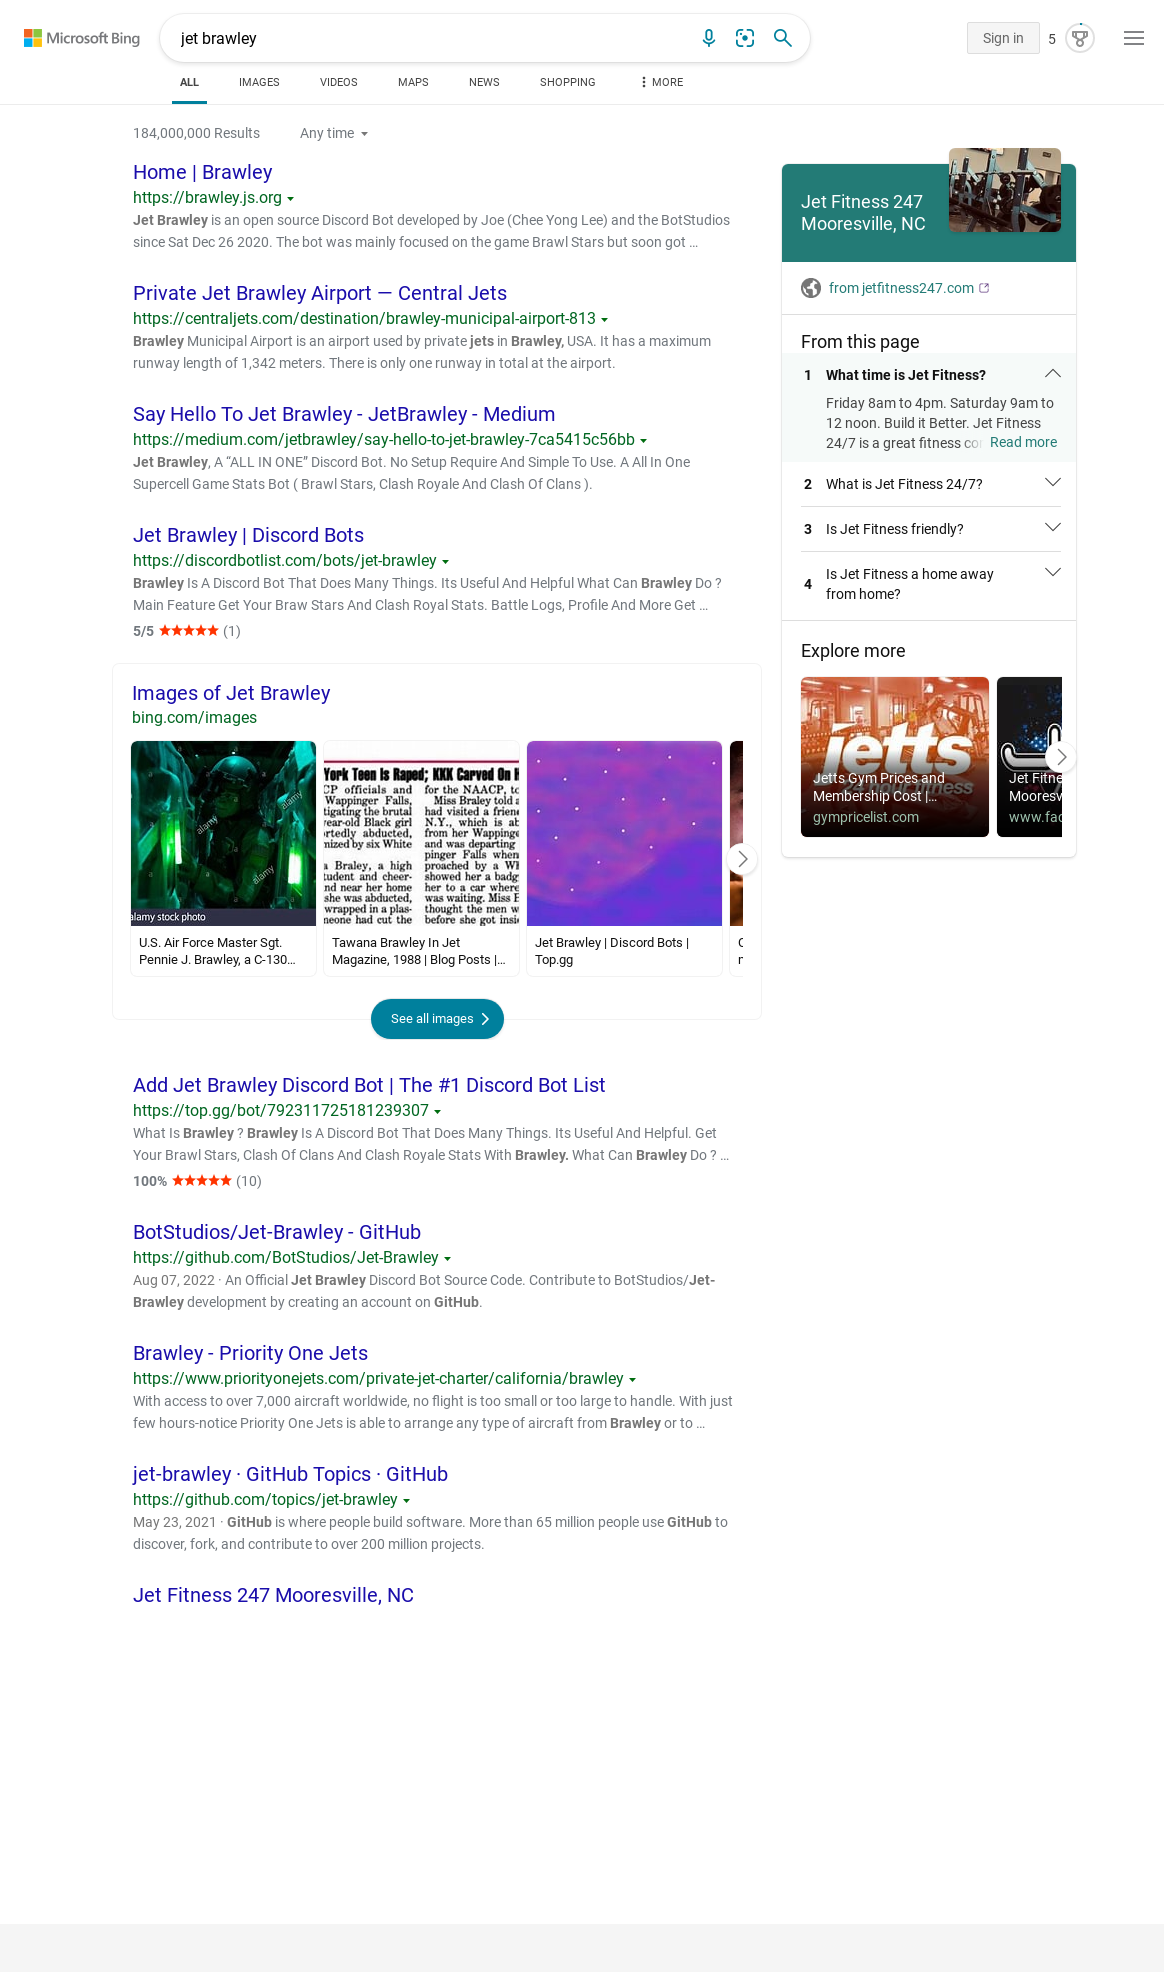 Microsoft Bing
jet brawley
Sign in
5
ALL
IMAGES
VIDEOS
MAPS
NEWS
SHOPPING
MORE
184,000,000 Results
Any time
Home | Brawley
https://brawley.js.org
Jet Brawley is an open source Discord Bot developed by Joe (Chee Yong Lee) and the BotStudios
since Sat Dec 26 2020. The bot was mainly focused on the game Brawl Stars but soon got …
Private Jet Brawley Airport — Central Jets
https://centraljets.com/destination/brawley-municipal-airport-813
Brawley Municipal Airport is an airport used by private jets in Brawley, USA. It has a maximum
runway length of 1,342 meters. There is only one runway in total at the airport.
Say Hello To Jet Brawley - JetBrawley - Medium
https://medium.com/jetbrawley/say-hello-to-jet-brawley-7ca5415c56bb
Jet Brawley, A “ALL IN ONE” Discord Bot. No Setup Require And Simple To Use. A All In One
Supercell Game Stats Bot ( Brawl Stars, Clash Royale And Clash Of Clans ).
Jet Brawley | Discord Bots
https://discordbotlist.com/bots/jet-brawley
Brawley Is A Discord Bot That Does Many Things. Its Useful And Helpful What Can Brawley Do ?
Main Feature Get Your Braw Stars And Clash Royal Stats. Battle Logs, Profile And More Get …
5/5 ★★★★★ (1)
Images of Jet Brawley
bing.com/images
alamy
alamy
alamy
alamy stock photo
U.S. Air Force Master Sgt.
Pennie J. Brawley, a C-130…
York Teen Is Raped; KKK Carved On H
CP officials and
Wappinger Falls,
tigating the brutal
year-old Black girl
ortedly abducted,
mized by six White
a Braley, a high
tudent and cheer-
nd near her home
she was abducted,
wrapped in a plas-
meone had cut the
for the NAACP, to
Miss Braley told a
had visited a friend
N.Y., which is ab
from her Wapping
and was departing
pinger Falls when
proached by a Wh
showed her a badg
her to a car where
was waiting. Miss B
thought the men w
before she got insi
Tawana Brawley In Jet
Magazine, 1988 | Blog Posts |…
Jet Brawley | Discord Bots |
Top.gg
See all images
Add Jet Brawley Discord Bot | The #1 Discord Bot List
https://top.gg/bot/792311725181239307
What Is Brawley ? Brawley Is A Discord Bot That Does Many Things. Its Useful And Helpful. Get
Your Brawl Stars, Clash Of Clans And Clash Royale Stats With Brawley. What Can Brawley Do ? …
100% ★★★★★ (10)
BotStudios/Jet-Brawley - GitHub
https://github.com/BotStudios/Jet-Brawley
Aug 07, 2022 · An Official Jet Brawley Discord Bot Source Code. Contribute to BotStudios/Jet-
Brawley development by creating an account on GitHub.
Brawley - Priority One Jets
https://www.priorityonejets.com/private-jet-charter/california/brawley
With access to over 7,000 aircraft worldwide, no flight is too small or too large to handle. With just
few hours-notice Priority One Jets is able to arrange any type of aircraft from Brawley or to …
jet-brawley · GitHub Topics · GitHub
https://github.com/topics/jet-brawley
May 23, 2021 · GitHub is where people build software. More than 65 million people use GitHub to
discover, fork, and contribute to over 200 million projects.
Jet Fitness 247 Mooresville, NC
Jet Fitness 247
Mooresville, NC
from jetfitness247.com
From this page
1 What time is Jet Fitness?
Friday 8am to 4pm. Saturday 9am to
12 noon. Build it Better. Jet Fitness
24/7 is a great fitness co Read more
2 What is Jet Fitness 24/7?
3 Is Jet Fitness friendly?
4 Is Jet Fitness a home away
from home?
Explore more
jetts
24 hour fitness
Jetts Gym Prices and
Membership Cost |…
gympricelist.com
Jet Fitne
Mooresv
www.fac